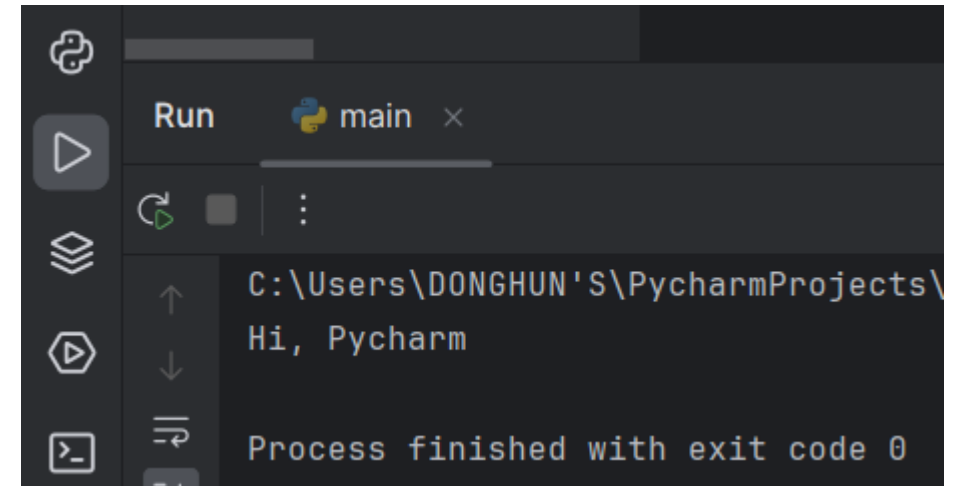 Run main
C:\Users\DONGHUN'S\PycharmProjects\
Hi, Pycharm
Process finished with exit code 0